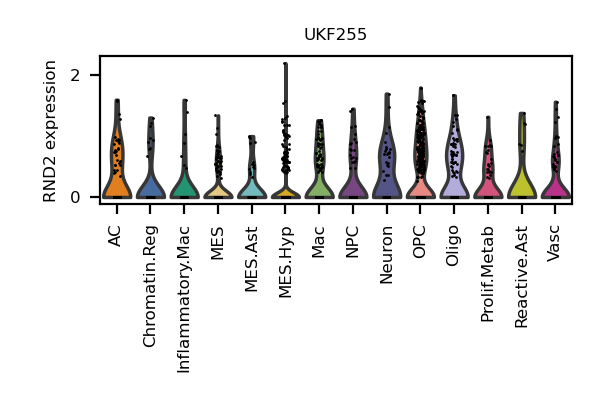 UKF255
RND2 expression
2
0
AC
Chromatin.Reg
Inflammatory.Mac
MES
MES.Ast
MES.Hyp
Mac
NPC
Neuron
OPC
Oligo
Prolif.Metab
Reactive.Ast
Vasc